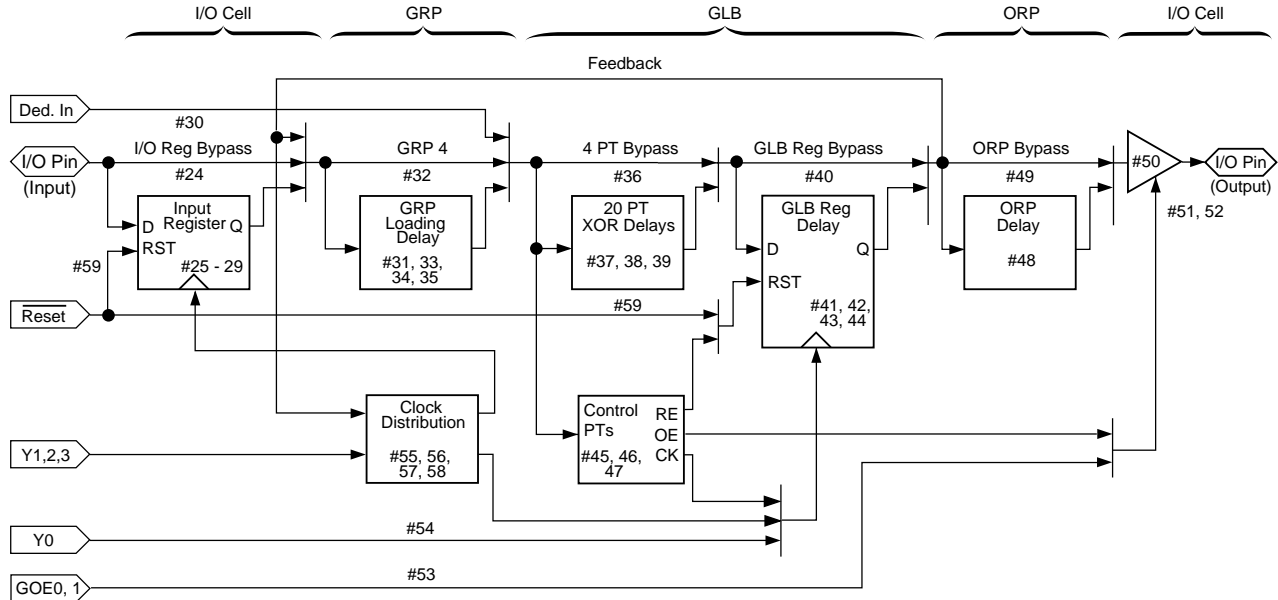 I/O Cell
GRP
GLB
ORP
I/O Cell
Feedback
Ded. In
#30
I/O Pin
(Input)
I/O Reg Bypass
#24
GRP 4
#32
4 PT Bypass
#36
GLB Reg Bypass
#40
ORP Bypass
#49
#50
I/O Pin
(Output)
#51, 52
Input
Register
D
Q
RST
#25 - 29
#59
GRP
Loading
Delay
#31, 33,
34, 35
20 PT
XOR Delays
#37, 38, 39
GLB Reg
Delay
D
Q
RST
#41, 42,
43, 44
ORP
Delay
#48
Reset
#59
Clock
Distribution
#55, 56,
57, 58
Control
PTs
RE
OE
CK
#45, 46,
47
Y1,2,3
Y0
#54
GOE0, 1
#53